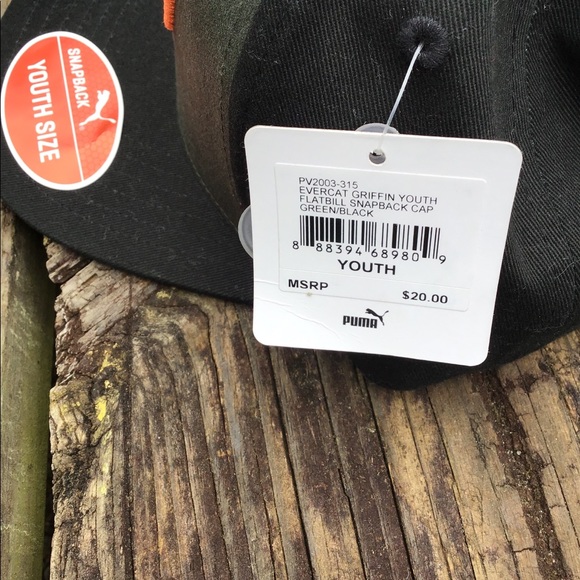 SNAPBACK
YOUTH SIZE
PV2003-315
EVERCAT GRIFFIN YOUTH
FLATBILL SNAPBACK CAP
GREEN/BLACK
8 88394 68980 9
YOUTH
MSRP $20.00
PUMA